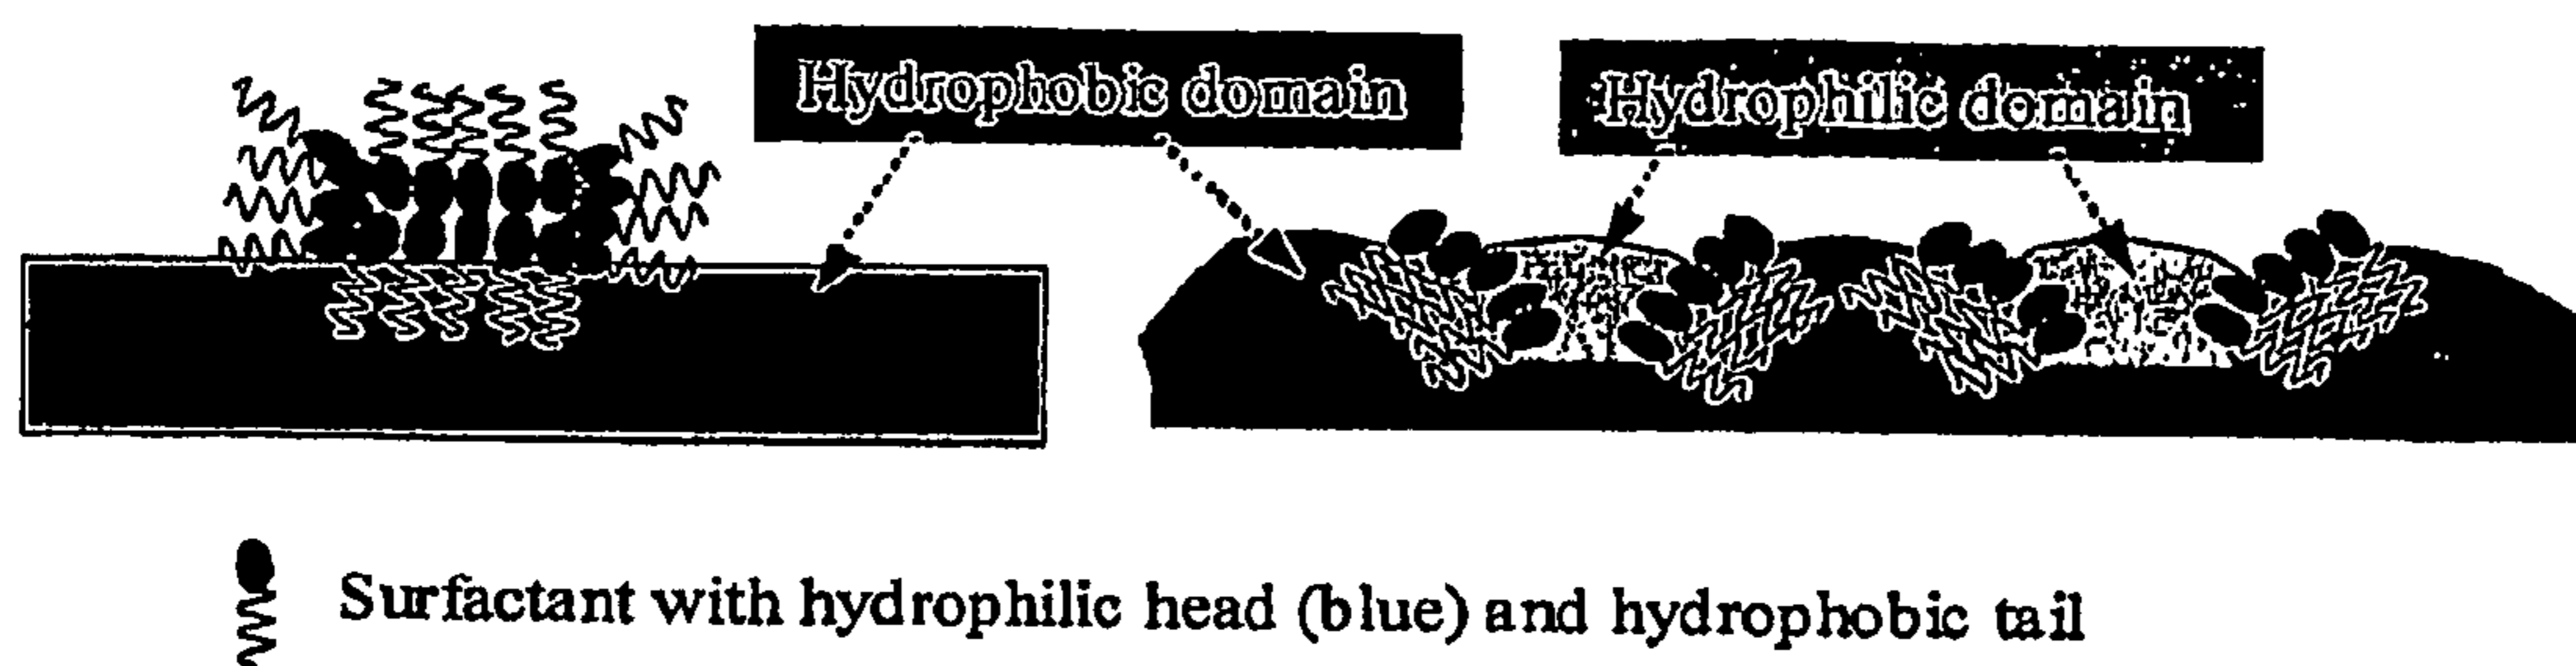 Hydrophobic domain
Hydrophilic domain
Surfactant with hydrophilic head (blue) and hydrophobic tail